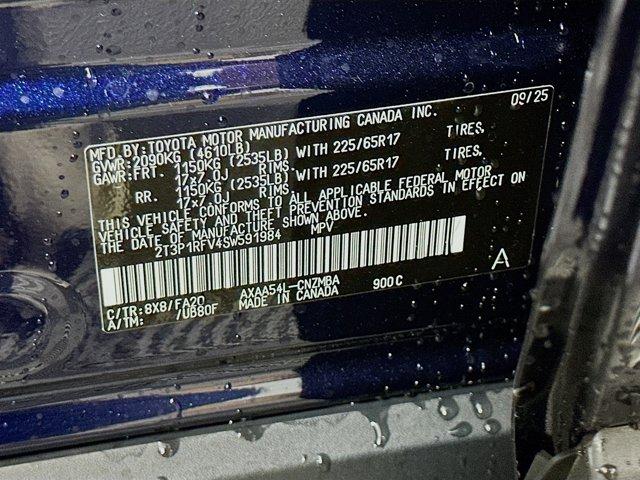 MFD. BY: TOYOTA MOTOR MANUFACTURING CANADA INC. 09/25
GVWR: 2090KG (4610LB)
GAWR: FRT. 1150KG (2535LB) WITH 225/65R17 TIRES,
17x7.0J RIMS.
RR. 1150KG (2535LB) WITH 225/65R17 TIRES,
17x7.0J RIMS.
THIS VEHICLE CONFORMS TO ALL APPLICABLE FEDERAL MOTOR
VEHICLE SAFETY AND THEFT PREVENTION STANDARDS IN EFFECT ON
THE DATE OF MANUFACTURE SHOWN ABOVE.
2T3P1RFV4SW591984 MPV
C/TR: 8X8/FA20 AXAA54L-CNZMBA 900C A
A/TM: /U680F MADE IN CANADA